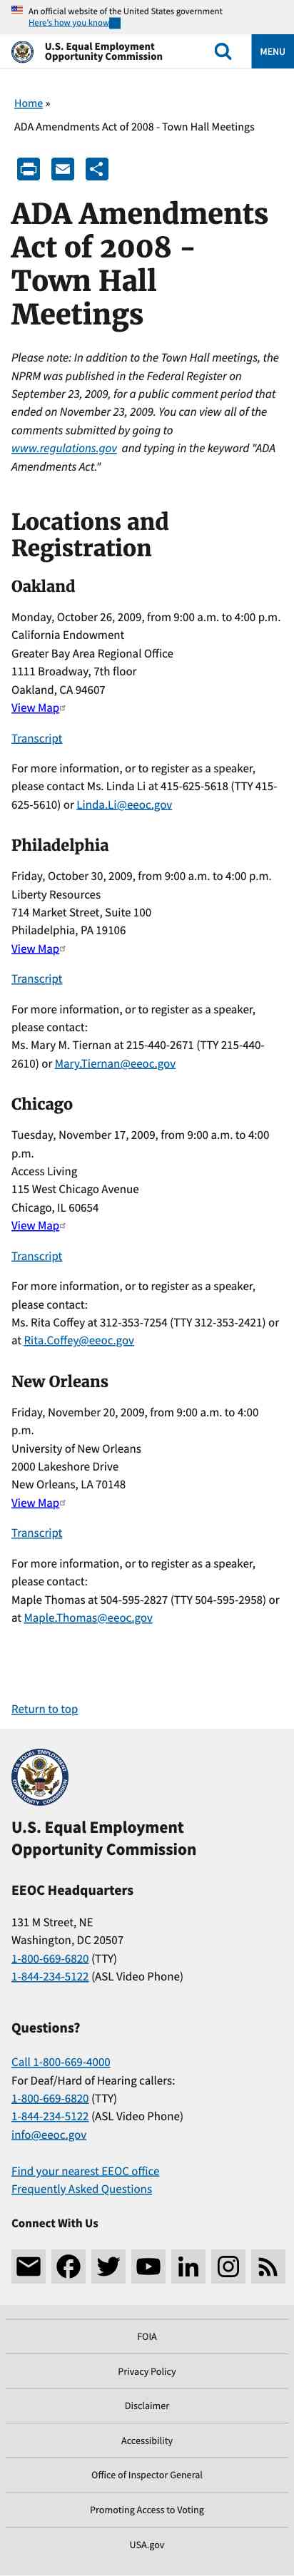 An official website of the United States government
Here's how you know
U.S. Equal Employment
Opportunity Commission
MENU
Home »
ADA Amendments Act of 2008 - Town Hall Meetings
ADA Amendments
Act of 2008 -
Town Hall
Meetings
Please note: In addition to the Town Hall meetings, the
NPRM was published in the Federal Register on
September 23, 2009, for a public comment period that
ended on November 23, 2009. You can view all of the
comments submitted by going to
www.regulations.gov and typing in the keyword "ADA
Amendments Act."
Locations and
Registration
Oakland
Monday, October 26, 2009, from 9:00 a.m. to 4:00 p.m.
California Endowment
Greater Bay Area Regional Office
1111 Broadway, 7th floor
Oakland, CA 94607
View Map
Transcript
For more information, or to register as a speaker,
please contact Ms. Linda Li at 415-625-5618 (TTY 415-
625-5610) or Linda.Li@eeoc.gov
Philadelphia
Friday, October 30, 2009, from 9:00 a.m. to 4:00 p.m.
Liberty Resources
714 Market Street, Suite 100
Philadelphia, PA 19106
View Map
Transcript
For more information, or to register as a speaker,
please contact:
Ms. Mary M. Tiernan at 215-440-2671 (TTY 215-440-
2610) or Mary.Tiernan@eeoc.gov
Chicago
Tuesday, November 17, 2009, from 9:00 a.m. to 4:00
p.m.
Access Living
115 West Chicago Avenue
Chicago, IL 60654
View Map
Transcript
For more information, or to register as a speaker,
please contact:
Ms. Rita Coffey at 312-353-7254 (TTY 312-353-2421) or
at Rita.Coffey@eeoc.gov
New Orleans
Friday, November 20, 2009, from 9:00 a.m. to 4:00
p.m.
University of New Orleans
2000 Lakeshore Drive
New Orleans, LA 70148
View Map
Transcript
For more information, or to register as a speaker,
please contact:
Maple Thomas at 504-595-2827 (TTY 504-595-2958) or
at Maple.Thomas@eeoc.gov
Return to top
U.S. Equal Employment
Opportunity Commission
EEOC Headquarters
131 M Street, NE
Washington, DC 20507
1-800-669-6820 (TTY)
1-844-234-5122 (ASL Video Phone)
Questions?
Call 1-800-669-4000
For Deaf/Hard of Hearing callers:
1-800-669-6820 (TTY)
1-844-234-5122 (ASL Video Phone)
info@eeoc.gov
Find your nearest EEOC office
Frequently Asked Questions
Connect With Us
FOIA
Privacy Policy
Disclaimer
Accessibility
Office of Inspector General
Promoting Access to Voting
USA.gov